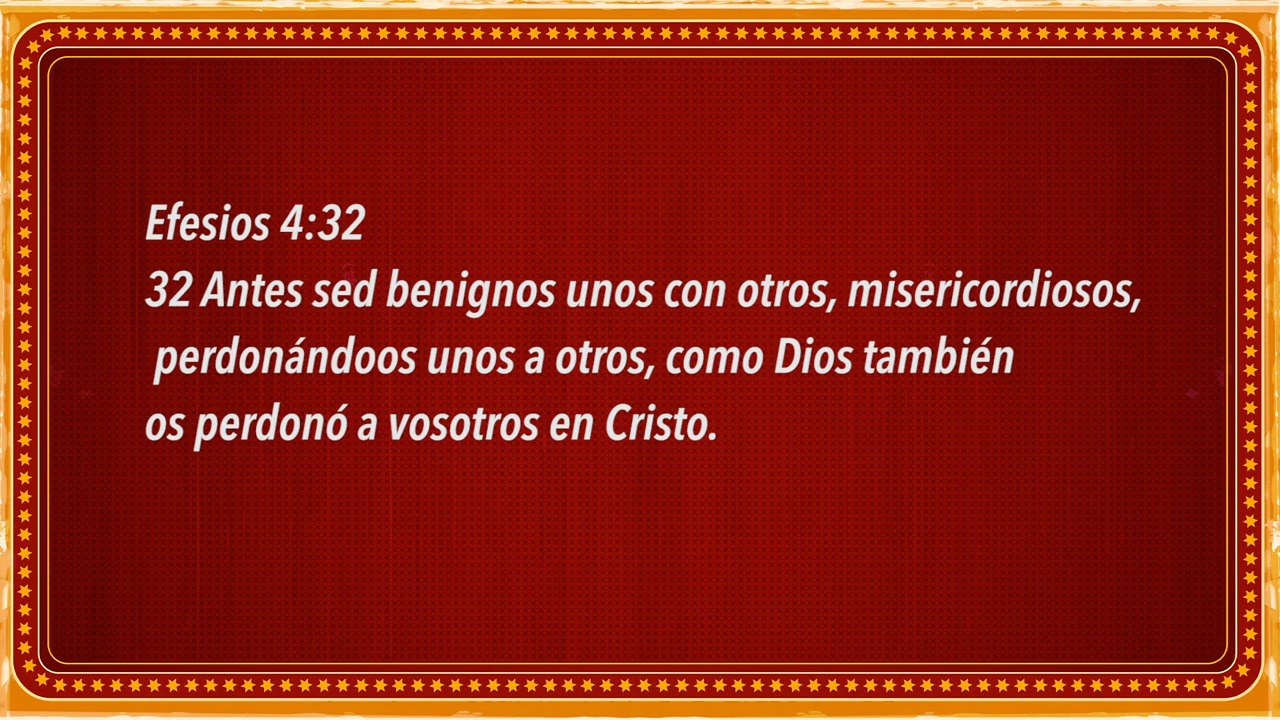 Efesios 4:32
32 Antes sed benignos unos con otros, misericordiosos,
perdonándoos unos a otros, como Dios también
os perdonó a vosotros en Cristo.